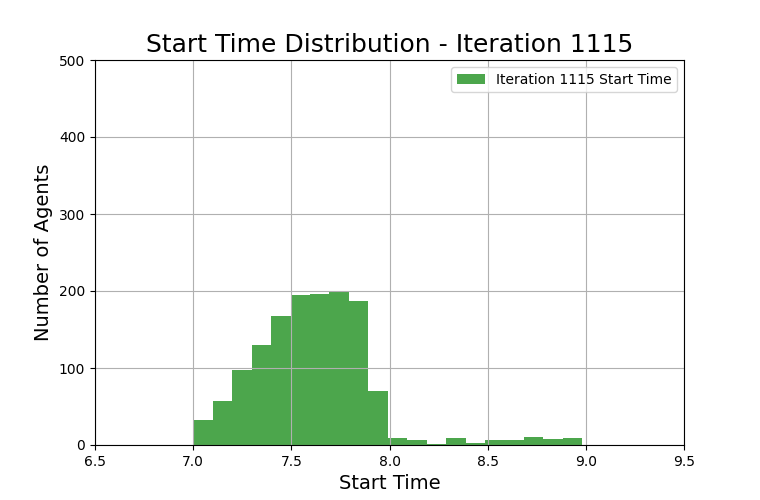 Start Time Distribution - Iteration 1115
Iteration 1115 Start Time
500
400
300
200
100
0
Number of Agents
6.5 7.0 7.5 8.0 8.5 9.0 9.5
Start Time